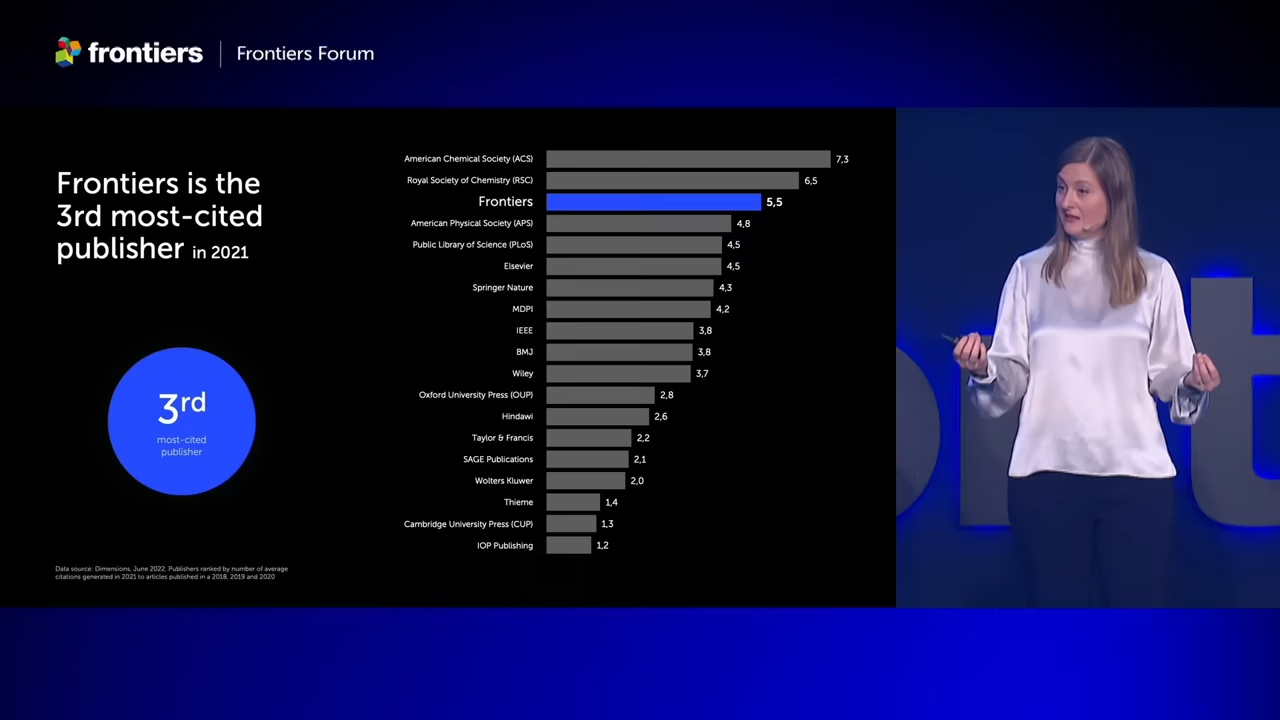 frontiers
Frontiers Forum
Frontiers is the
3rd most-cited
publisher in 2021
3rd
most-cited
publisher
American Chemical Society (ACS) 7,3
Royal Society of Chemistry (RSC) 6,5
Frontiers 5,5
American Physical Society (APS) 4,8
Public Library of Science (PLoS) 4,5
Elsevier 4,5
Springer Nature 4,3
MDPI 4,2
IEEE 3,8
BMJ 3,8
Wiley 3,7
Oxford University Press (OUP) 2,8
Hindawi 2,6
Taylor & Francis 2,2
SAGE Publications 2,1
Wolters Kluwer 2,0
Thieme 1,4
Cambridge University Press (CUP) 1,3
IOP Publishing 1,2
Data source: Dimensions, June 2022. Publishers ranked by number of average
citations generated in 2021 to articles published in a 2018, 2019 and 2020